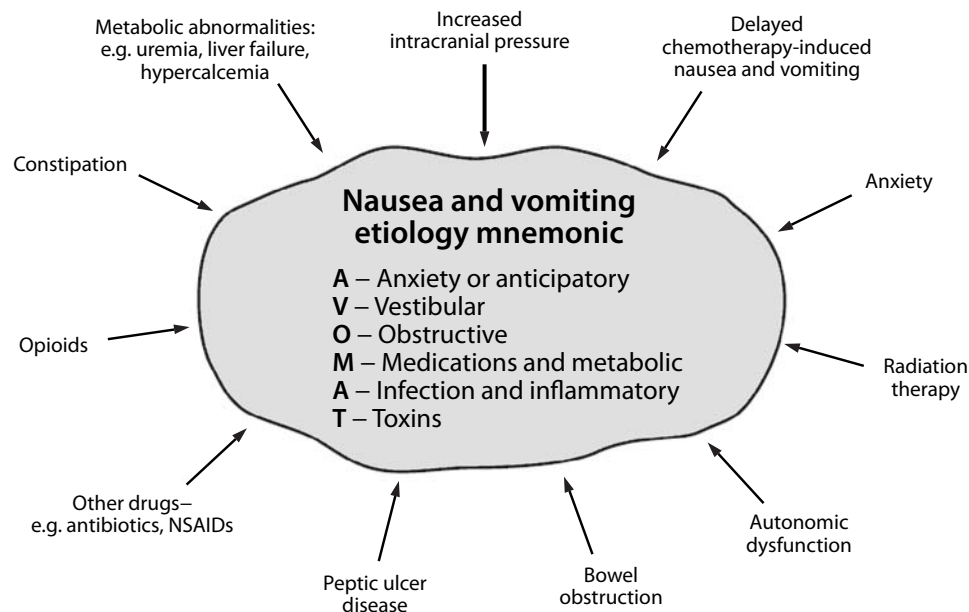 Metabolic abnormalities:
e.g. uremia, liver failure,
hypercalcemia
Increased
intracranial pressure
Delayed
chemotherapy-induced
nausea and vomiting
Constipation
Anxiety
Nausea and vomiting
etiology mnemonic
A – Anxiety or anticipatory
V – Vestibular
O – Obstructive
M – Medications and metabolic
A – Infection and inflammatory
T – Toxins
Opioids
Radiation
therapy
Other drugs–
e.g. antibiotics, NSAIDs
Autonomic
dysfunction
Peptic ulcer
disease
Bowel
obstruction